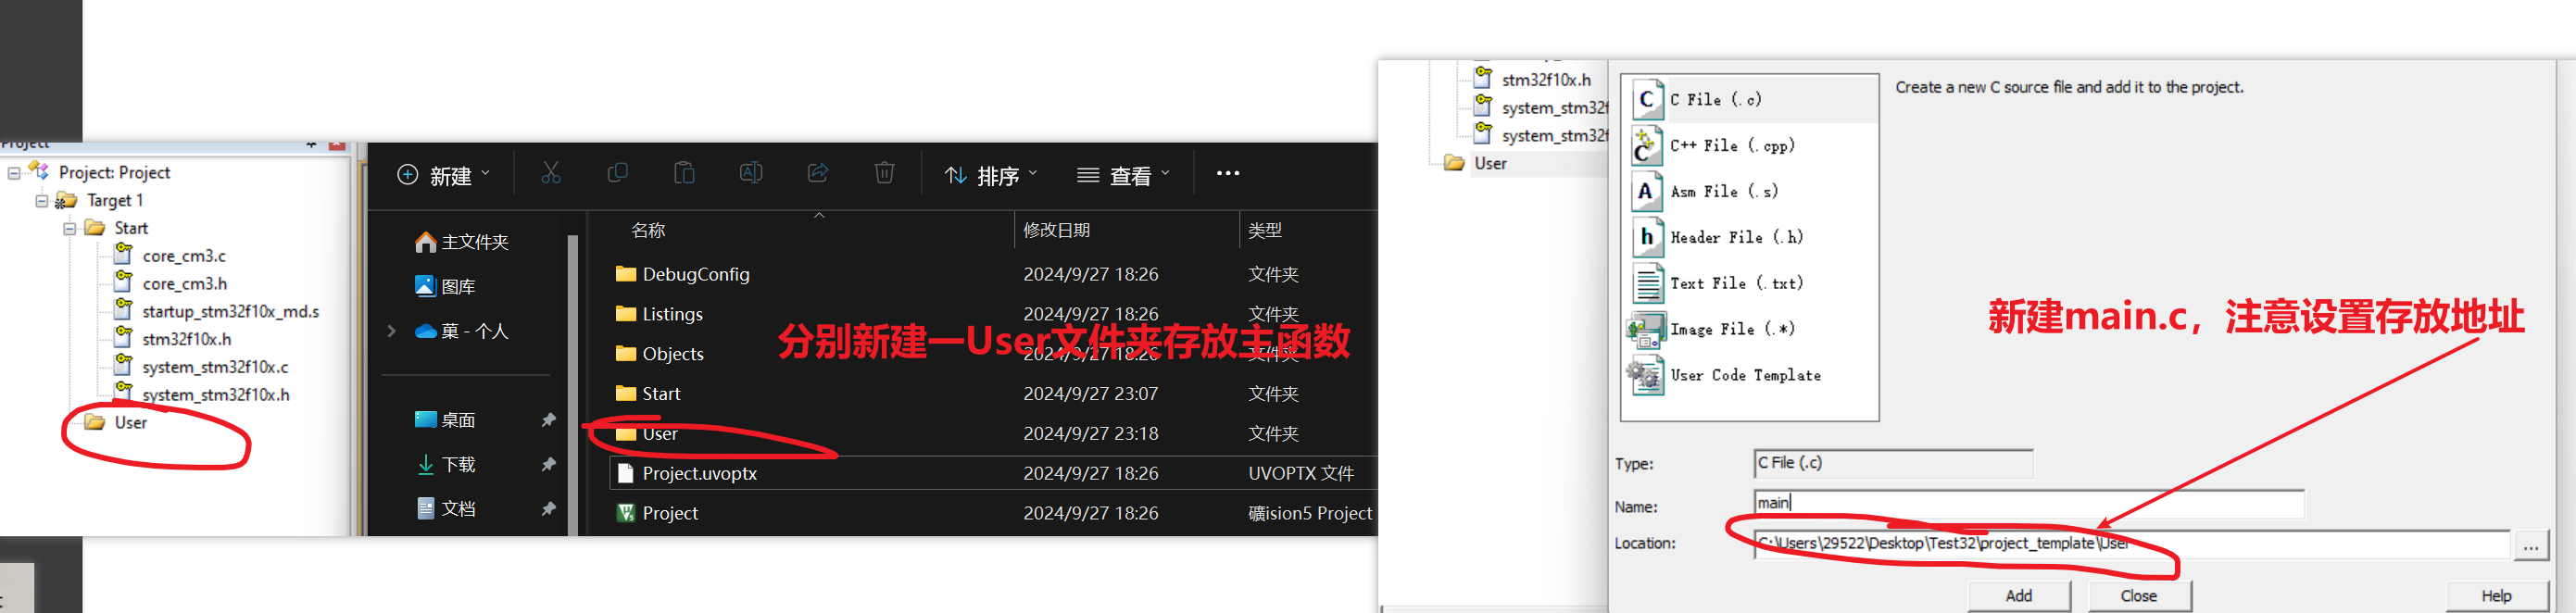 Project
Project: Project
Target 1
Start
core_cm3.c
core_cm3.h
startup_stm32f10x_md.s
stm32f10x.h
system_stm32f10x.c
system_stm32f10x.h
User
新建
排序
查看
主文件夹
图库
菓 - 个人
桌面
下载
文档
名称 修改日期 类型
DebugConfig 2024/9/27 18:26 文件夹
Listings 2024/9/27 18:26 文件夹
Objects 2024/9/27 18:26 文件夹
Start 2024/9/27 23:07 文件夹
User 2024/9/27 23:18 文件夹
Project.uvoptx 2024/9/27 18:26 UVOPTX 文件
Project 2024/9/27 18:26 礦ision5 Project
分别新建一User文件夹存放主函数
stm32f10x.h
system_stm32f
system_stm32f
User
C File (.c)
C++ File (.cpp)
Asm File (.s)
Header File (.h)
Text File (.txt)
Image File (.*)
User Code Template
Create a new C source file and add it to the project.
新建main.c，注意设置存放地址
Type: C File (.c)
Name: main
Location: C:\Users\29522\Desktop\Test32\project_template\User
...
Add Close Help